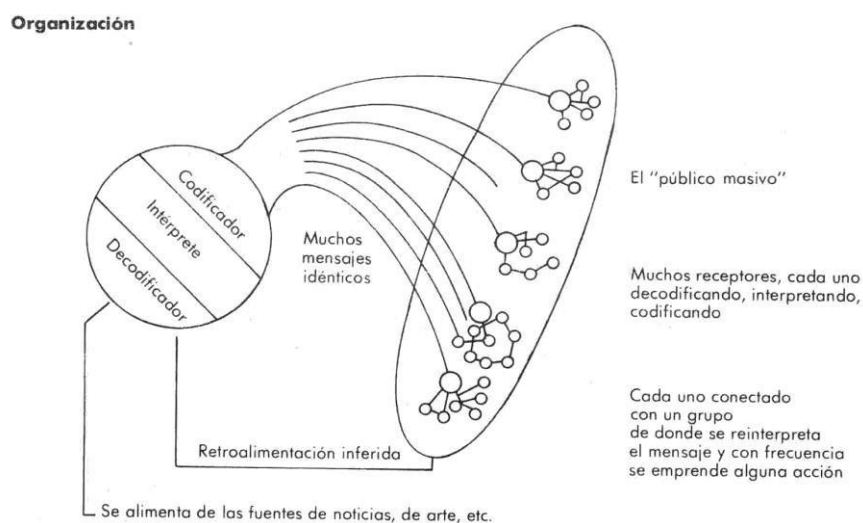 Organización
Codificador
Intérprete
Decodificador
Muchos
mensajes
idénticos
El "público masivo"
Muchos receptores, cada uno
decodificando, interpretando,
codificando
Cada uno conectado
con un grupo
de donde se reinterpreta
el mensaje y con frecuencia
se emprende alguna acción
Retroalimentación inferida
Se alimenta de las fuentes de noticias, de arte, etc.